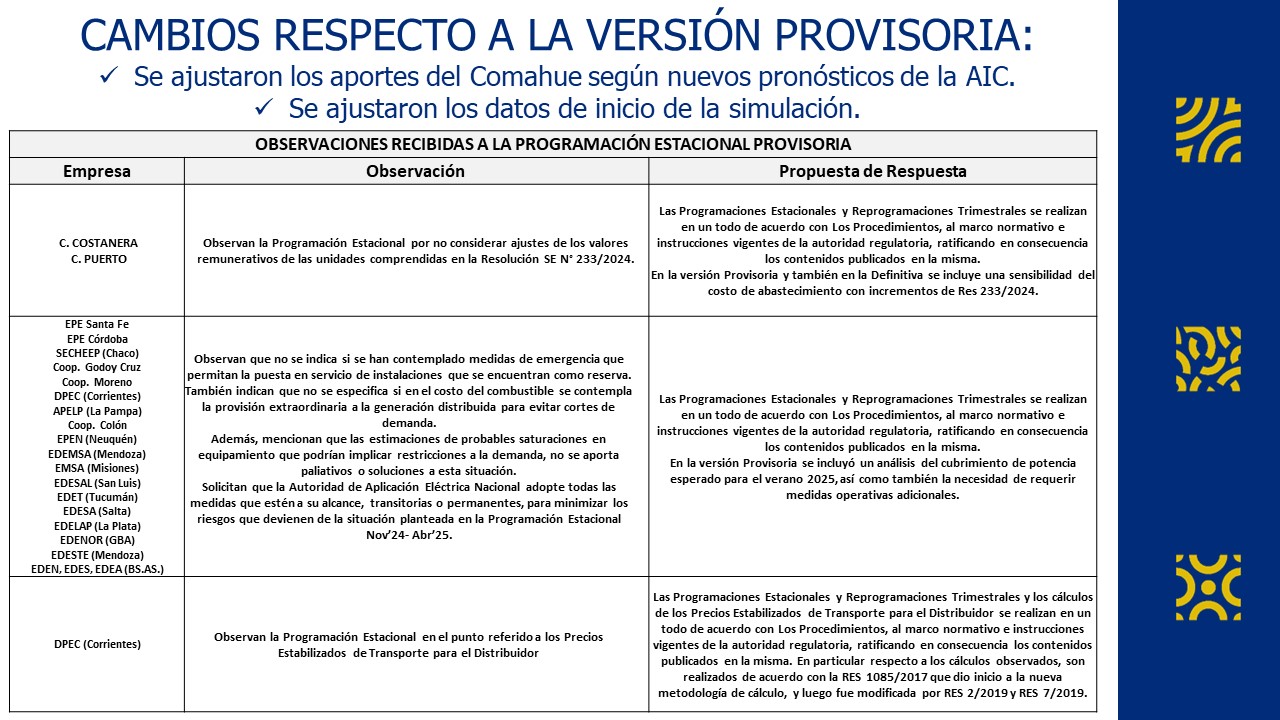 CAMBIOS RESPECTO A LA VERSIÓN PROVISORIA:
✓ Se ajustaron los aportes del Comahue según nuevos pronósticos de la AIC.
✓ Se ajustaron los datos de inicio de la simulación.
OBSERVACIONES RECIBIDAS A LA PROGRAMACIÓN ESTACIONAL PROVISORIA
Empresa
Observación
Propuesta de Respuesta
C. COSTANERA
C. PUERTO
Observan la Programación Estacional por no considerar ajustes de los valores
remunerativos de las unidades comprendidas en la Resolución SE N° 233/2024.
Las Programaciones Estacionales y Reprogramaciones Trimestrales se realizan
en un todo de acuerdo con Los Procedimientos, al marco normativo e
instrucciones vigentes de la autoridad regulatoria, ratificando en consecuencia
los contenidos publicados en la misma.
En la versión Provisoria y también en la Definitiva se incluye una sensibilidad del
costo de abastecimiento con incrementos de Res 233/2024.
EPE Santa Fe
EPE Córdoba
SECHEEP (Chaco)
Coop. Godoy Cruz
Coop. Moreno
DPEC (Corrientes)
APELP (La Pampa)
Coop. Colón
EPEN (Neuquén)
EDEMSA (Mendoza)
EMSA (Misiones)
EDESAL (San Luis)
EDET (Tucumán)
EDESA (Salta)
EDELAP (La Plata)
EDENOR (GBA)
EDESTE (Mendoza)
EDEN, EDES, EDEA (BS.AS.)
Observan que no se indica si se han contemplado medidas de emergencia que
permitan la puesta en servicio de instalaciones que se encuentran como reserva.
También indican que no se especifica si en el costo del combustible se contempla
la provisión extraordinaria a la generación distribuida para evitar cortes de
demanda.
Además, mencionan que las estimaciones de probables saturaciones en
equipamiento que podrían implicar restricciones a la demanda, no se aporta
paliativos o soluciones a esta situación.
Solicitan que la Autoridad de Aplicación Eléctrica Nacional adopte todas las
medidas que estén a su alcance, transitorias o permanentes, para minimizar los
riesgos que devienen de la situación planteada en la Programación Estacional
Nov'24- Abr'25.
Las Programaciones Estacionales y Reprogramaciones Trimestrales se realizan
en un todo de acuerdo con Los Procedimientos, al marco normativo e
instrucciones vigentes de la autoridad regulatoria, ratificando en consecuencia
los contenidos publicados en la misma.
En la versión Provisoria se incluyó un análisis del cubrimiento de potencia
esperado para el verano 2025, así como también la necesidad de requerir
medidas operativas adicionales.
DPEC (Corrientes)
Observan la Programación Estacional en el punto referido a los Precios
Estabilizados de Transporte para el Distribuidor
Las Programaciones Estacionales y Reprogramaciones Trimestrales y los cálculos
de los Precios Estabilizados de Transporte para el Distribuidor se realizan en un
todo de acuerdo con Los Procedimientos, al marco normativo e instrucciones
vigentes de la autoridad regulatoria, ratificando en consecuencia los contenidos
publicados en la misma. En particular respecto a los cálculos observados, son
realizados de acuerdo con la RES 1085/2017 que dio inicio a la nueva
metodología de cálculo, y luego fue modificada por RES 2/2019 y RES 7/2019.